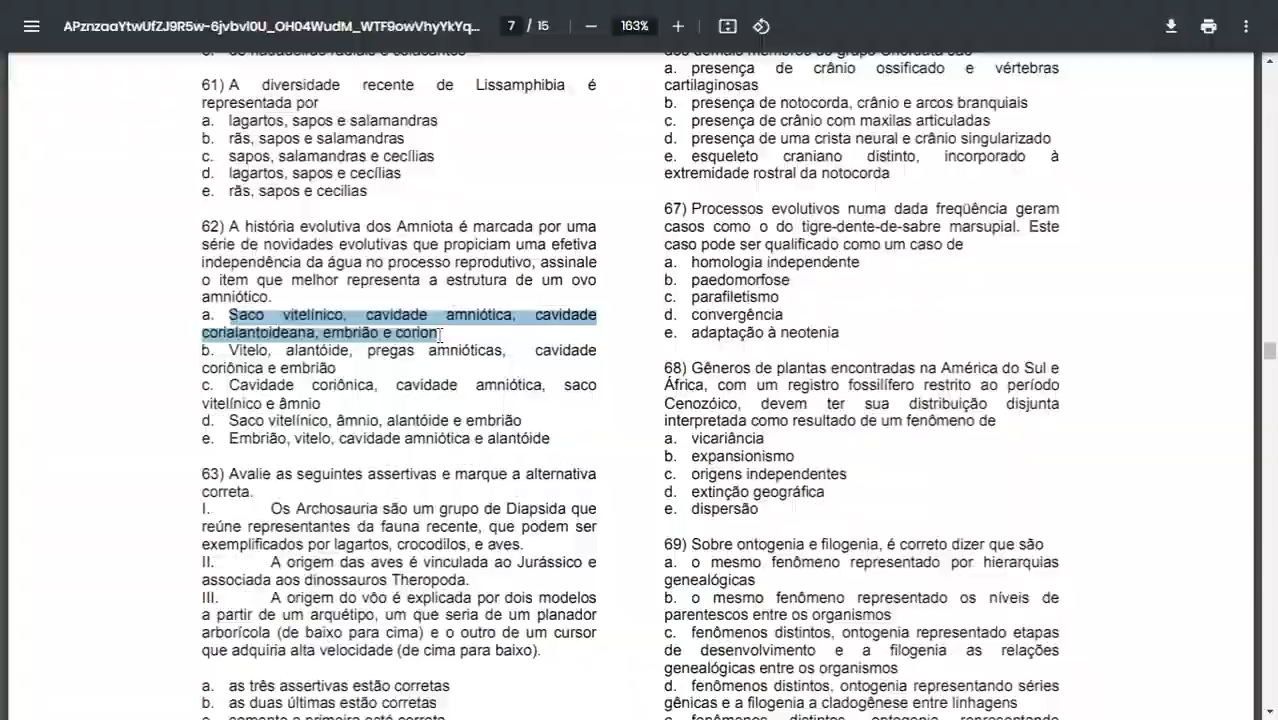 APznzaaYtwUfZJ9R5w-6jvbvI0U_OH04WudM_WTF9owVhyYkYq...
7 / 15
163%
61) A diversidade recente de Lissamphibia é
representada por
a. lagartos, sapos e salamandras
b. rãs, sapos e salamandras
c. sapos, salamandras e cecílias
d. lagartos, sapos e cecílias
e. rãs, sapos e cecilias
62) A história evolutiva dos Amniota é marcada por uma
série de novidades evolutivas que propiciam uma efetiva
independência da água no processo reprodutivo, assinale
o item que melhor representa a estrutura de um ovo
amniótico.
a. Saco vitelínico, cavidade amniótica, cavidade
corialantoideana, embrião e corion
b. Vitelo, alantóide, pregas amnióticas, cavidade
coriônica e embrião
c. Cavidade coriônica, cavidade amniótica, saco
vitelínico e âmnio
d. Saco vitelínico, âmnio, alantóide e embrião
e. Embrião, vitelo, cavidade amniótica e alantóide
63) Avalie as seguintes assertivas e marque a alternativa
correta.
I. Os Archosauria são um grupo de Diapsida que
reúne representantes da fauna recente, que podem ser
exemplificados por lagartos, crocodilos, e aves.
II. A origem das aves é vinculada ao Jurássico e
associada aos dinossauros Theropoda.
III. A origem do vôo é explicada por dois modelos
a partir de um arquétipo, um que seria de um planador
arborícola (de baixo para cima) e o outro de um cursor
que adquiria alta velocidade (de cima para baixo).
a. as três assertivas estão corretas
b. as duas últimas estão corretas
a. presença de crânio ossificado e vértebras
cartilaginosas
b. presença de notocorda, crânio e arcos branquiais
c. presença de crânio com maxilas articuladas
d. presença de uma crista neural e crânio singularizado
e. esqueleto craniano distinto, incorporado à
extremidade rostral da notocorda
67) Processos evolutivos numa dada freqüência geram
casos como o do tigre-dente-de-sabre marsupial. Este
caso pode ser qualificado como um caso de
a. homologia independente
b. paedomorfose
c. parafiletismo
d. convergência
e. adaptação à neotenia
68) Gêneros de plantas encontradas na América do Sul e
África, com um registro fossilífero restrito ao período
Cenozóico, devem ter sua distribuição disjunta
interpretada como resultado de um fenômeno de
a. vicariância
b. expansionismo
c. origens independentes
d. extinção geográfica
e. dispersão
69) Sobre ontogenia e filogenia, é correto dizer que são
a. o mesmo fenômeno representado por hierarquias
genealógicas
b. o mesmo fenômeno representado os níveis de
parentescos entre os organismos
c. fenômenos distintos, ontogenia representado etapas
de desenvolvimento e a filogenia as relações
genealógicas entre os organismos
d. fenômenos distintos, ontogenia representando séries
gênicas e a filogenia a cladogênese entre linhagens